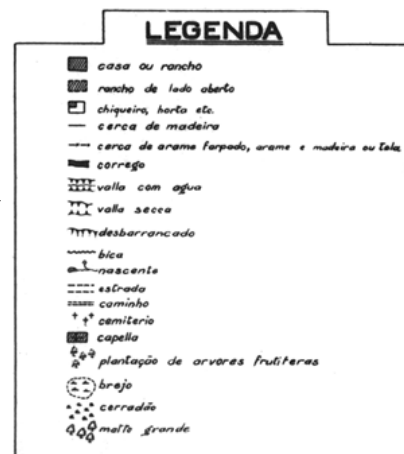 LEGENDA
casa ou rancho
rancho de lado aberto
chiqueiro, horta etc.
cerca de madeira
cerca de arame farpado, arame e madeira ou tela
corrego
valla com agua
valla secca
desbarrancado
bica
nascente
estrada
caminho
cemiterio
capella
plantação de arvores frutiferas
brejo
cerradão
matto grande